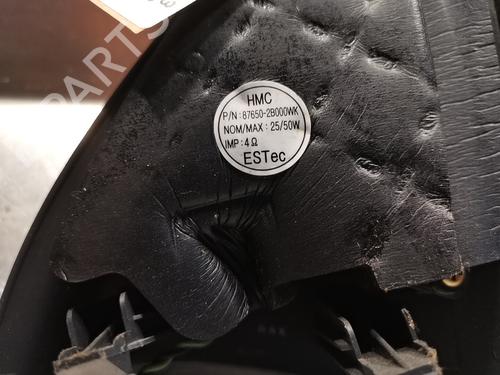 HMC
P/N:87650-2B000WK
NOM/MAX:25/50W
IMP:4Ω
ESTec
PARTS